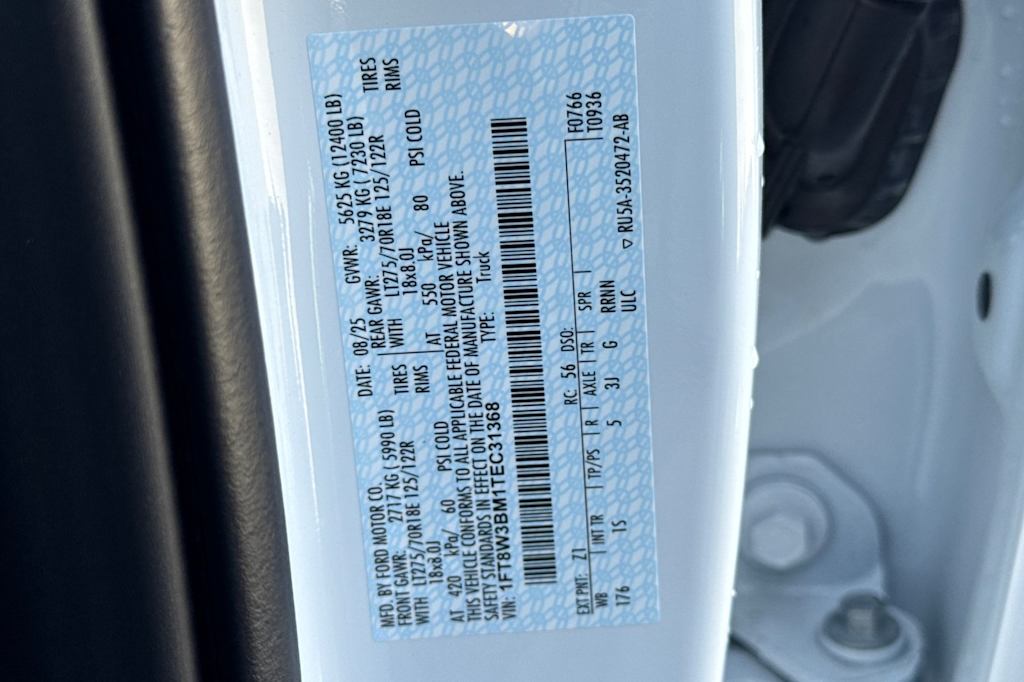 MFD. BY FORD MOTOR CO. DATE: 08/25 GVWR: 5625 KG (12400 LB)
FRONT GAWR: 2717 KG ( 5990 LB) REAR GAWR: 3279 KG ( 7230 LB)
WITH LT275/70R18E 125/122R TIRES WITH LT275/70R18E 125/122R TIRES
18x8.0J RIMS 18x8.0J RIMS
AT 420 kPa/ 60 PSI COLD AT 550 kPa/ 80 PSI COLD
THIS VEHICLE CONFORMS TO ALL APPLICABLE FEDERAL MOTOR VEHICLE
SAFETY STANDARDS IN EFFECT ON THE DATE OF MANUFACTURE SHOWN ABOVE.
VIN: 1FT8W3BM1TEC31368 TYPE: Truck
F0766
T0936
EXT PNT: Z1 RC: 56 DSO:
WB INT TR TP/PS R AXLE TR SPR
176 1S 5 3J G RRNN
ULC ▽ RU5A-3520472-AB